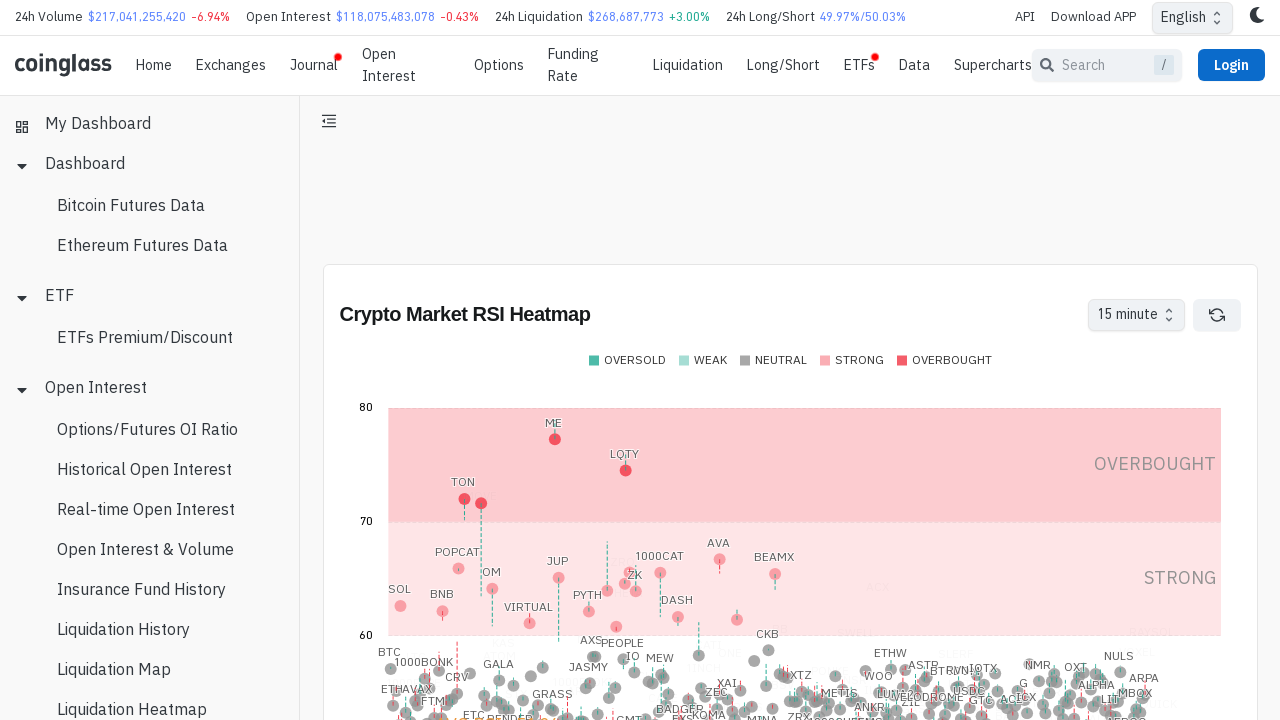 24h Volume $217,041,255,420 -6.94% Open Interest $118,075,483,078 -0.43% 24h Liquidation $268,687,773 +3.00% 24h Long/Short 49.97%/50.03% API Download APP English
coinglass Home Exchanges Journal Open Interest Options Funding Rate Liquidation Long/Short ETFs Data Supercharts Search / Login
My Dashboard
Dashboard
Bitcoin Futures Data
Ethereum Futures Data
ETF
ETFs Premium/Discount
Open Interest
Options/Futures OI Ratio
Historical Open Interest
Real-time Open Interest
Open Interest & Volume
Insurance Fund History
Liquidation History
Liquidation Map
Liquidation Heatmap
Crypto Market RSI Heatmap 15 minute
OVERSOLD WEAK NEUTRAL STRONG OVERBOUGHT
80
ME
LQTY
OVERBOUGHT
TON
70
AVA
POPCAT 1000CAT BEAMX
JUP
OM ZK STRONG
SOL BNB PYTH DASH
VIRTUAL
60
CKB
AXS PEOPLE
BTC IO MEW ETHW NULS
1000BONK GALA JASMY ASTR NMR OXT
CRV XTZ WOO BTR IOTX ARPA
ETH AVAX GRASS XAI ZEC METIS USDC G ALPHA MBOX
FTM ZIL GTC ACE LIT
BADGER KOMA ANKR
ETC RENDER GMT MINA ZRX